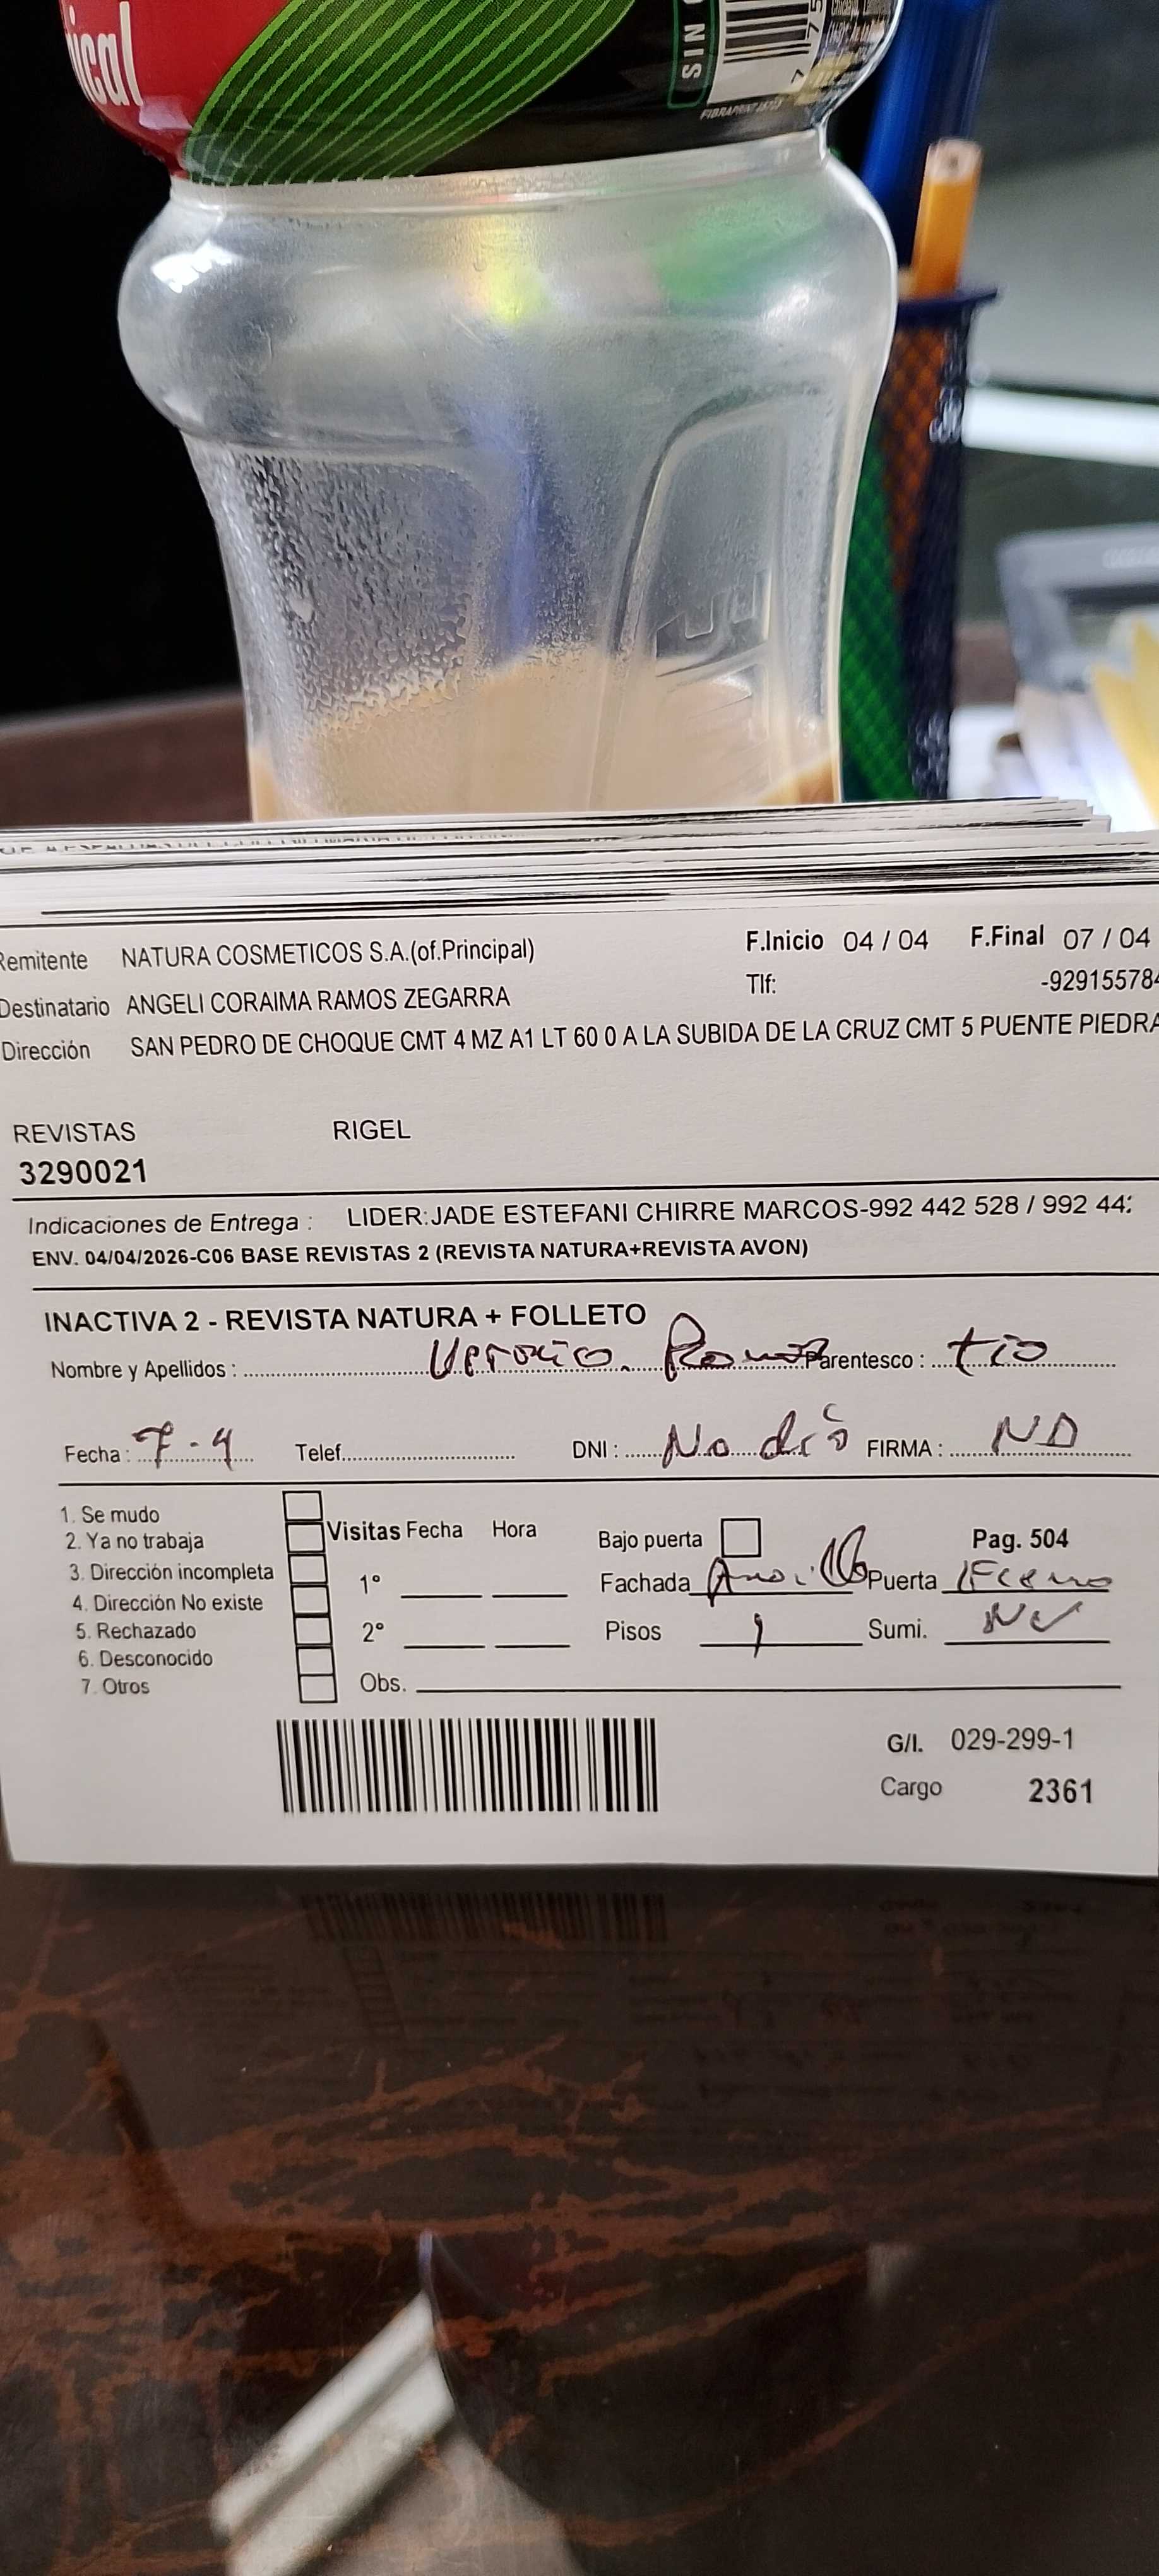 ical
SIN
FIBRAPRINT
Remitente NATURA COSMETICOS S.A.(of.Principal) F.Inicio 04 / 04 F.Final 07 / 04
Destinatario ANGELI CORAIMA RAMOS ZEGARRA Tlf: -92915578
Dirección SAN PEDRO DE CHOQUE CMT 4 MZ A1 LT 60 0 A LA SUBIDA DE LA CRUZ CMT 5 PUENTE PIEDRA
REVISTAS RIGEL
3290021
Indicaciones de Entrega : LIDER:JADE ESTEFANI CHIRRE MARCOS-992 442 528 / 992 44
ENV. 04/04/2026-C06 BASE REVISTAS 2 (REVISTA NATURA+REVISTA AVON)
INACTIVA 2 - REVISTA NATURA + FOLLETO
Nombre y Apellidos : Ramos Parentesco : tio
Fecha : 7-4 Telef. DNI : No dió FIRMA : ND
1. Se mudo
2. Ya no trabaja Visitas Fecha Hora Bajo puerta Pag. 504
3. Dirección incompleta 1° Fachada Puerta
4. Dirección No existe
5. Rechazado 2° Pisos 1 Sumi.
6. Desconocido
7. Otros Obs.
G/I. 029-299-1
Cargo 2361